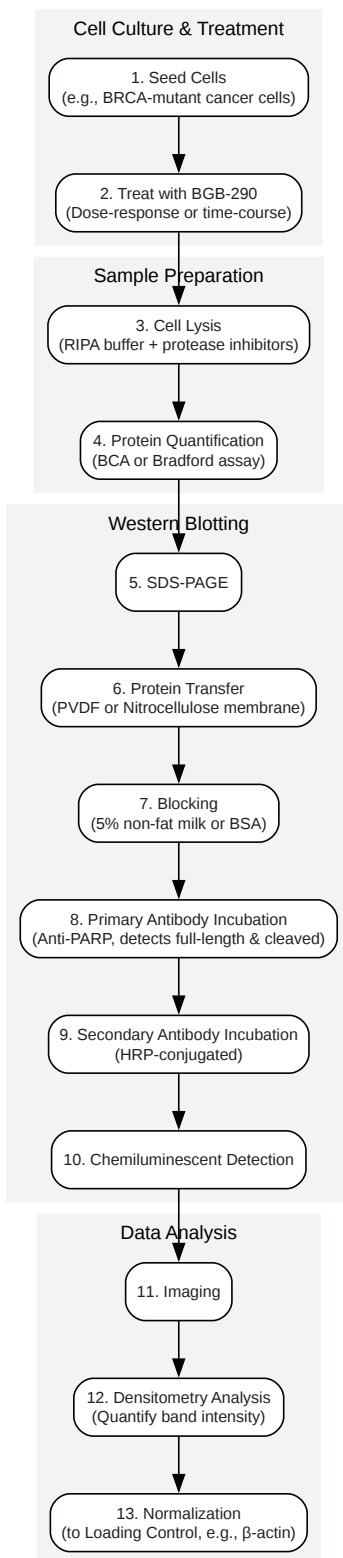 Cell Culture & Treatment
1. Seed Cells
(e.g., BRCA-mutant cancer cells)
2. Treat with BGB-290
(Dose-response or time-course)
Sample Preparation
3. Cell Lysis
(RIPA buffer + protease inhibitors)
4. Protein Quantification
(BCA or Bradford assay)
Western Blotting
5. SDS-PAGE
6. Protein Transfer
(PVDF or Nitrocellulose membrane)
7. Blocking
(5% non-fat milk or BSA)
8. Primary Antibody Incubation
(Anti-PARP, detects full-length & cleaved)
9. Secondary Antibody Incubation
(HRP-conjugated)
10. Chemiluminescent Detection
Data Analysis
11. Imaging
12. Densitometry Analysis
(Quantify band intensity)
13. Normalization
(to Loading Control, e.g., β-actin)